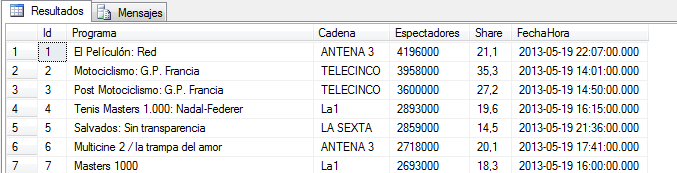 Resultados Mensajes
Id Programa Cadena Espectadores Share FechaHora
1 1 El Películón: Red ANTENA 3 4196000 21,1 2013-05-19 22:07:00.000
2 2 Motociclismo: G.P. Francia TELECINCO 3958000 35,3 2013-05-19 14:01:00.000
3 3 Post Motociclismo: G.P. Francia TELECINCO 3600000 27,2 2013-05-19 14:50:00.000
4 4 Tenis Masters 1.000: Nadal-Federer La1 2893000 19,6 2013-05-19 16:15:00.000
5 5 Salvados: Sin transparencia LA SEXTA 2859000 14,5 2013-05-19 21:36:00.000
6 6 Multicine 2 / la trampa del amor ANTENA 3 2718000 20,1 2013-05-19 17:41:00.000
7 7 Masters 1000 La1 2693000 18,3 2013-05-19 16:00:00.000